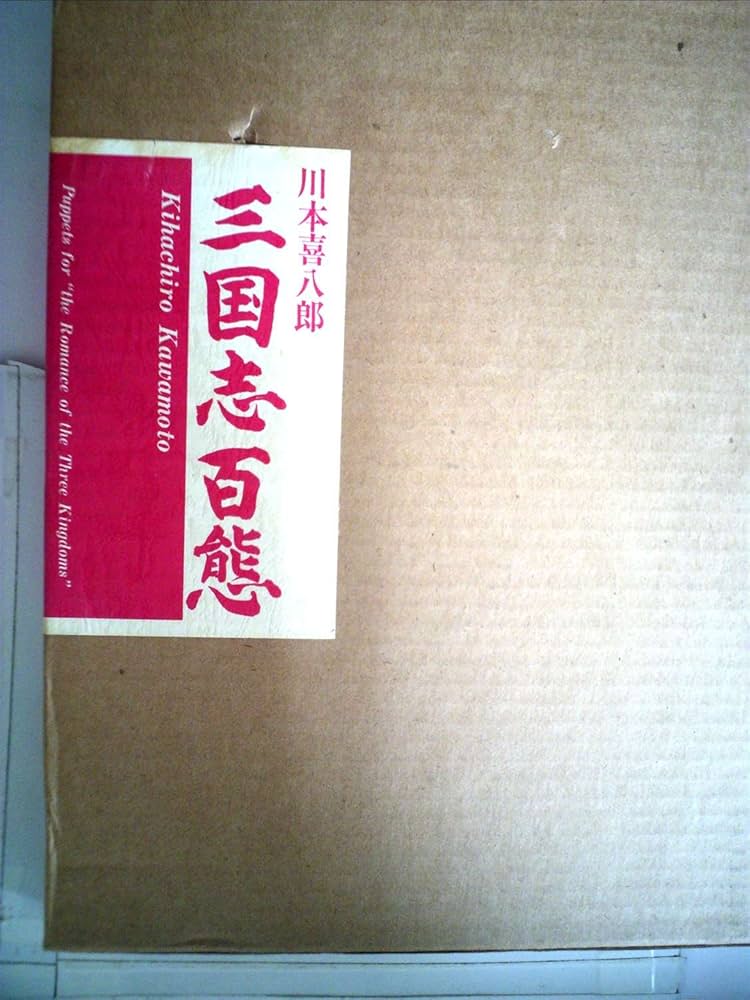 川本喜八郎
三国志百態
Kihachiro Kawamoto
Puppets for "the Romance of the Three Kingdoms"